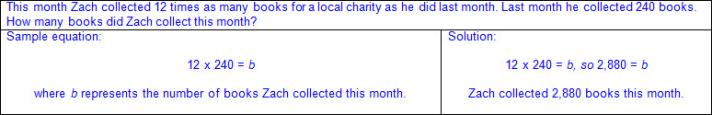 This month Zach collected 12 times as many books for a local charity as he did last month. Last month he collected 240 books.
How many books did Zach collect this month?
Sample equation:
12 x 240 = b
where b represents the number of books Zach collected this month.
Solution:
12 x 240 = b, so 2,880 = b
Zach collected 2,880 books this month.